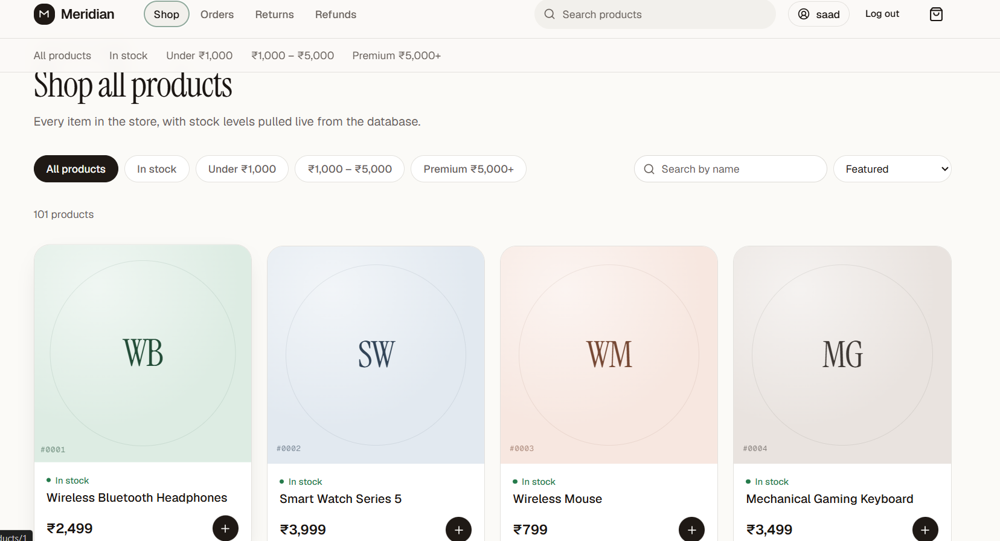 M Meridian Shop Orders Returns Refunds Search products saad Log out
All products In stock Under ₹1,000 ₹1,000 – ₹5,000 Premium ₹5,000+
Shop all products
Every item in the store, with stock levels pulled live from the database.
All products In stock Under ₹1,000 ₹1,000 – ₹5,000 Premium ₹5,000+ Search by name Featured
101 products
WB SW WM MG
#0001 #0002 #0003 #0004
In stock In stock In stock In stock
Wireless Bluetooth Headphones Smart Watch Series 5 Wireless Mouse Mechanical Gaming Keyboard
₹2,499 + ₹3,999 + ₹799 + ₹3,499 +
ducts/1